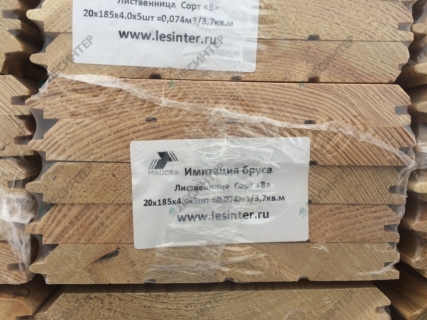 Лиственница Сорт «В»
20х185х4.0х5шт =0,074м3/3,7кв.м
www.lesinter.ru
MADERA
Имитация бруса
Лиственница Сорт «В»
20х185х4.0х5шт =0,074м3/3,7кв.м
www.lesinter.ru